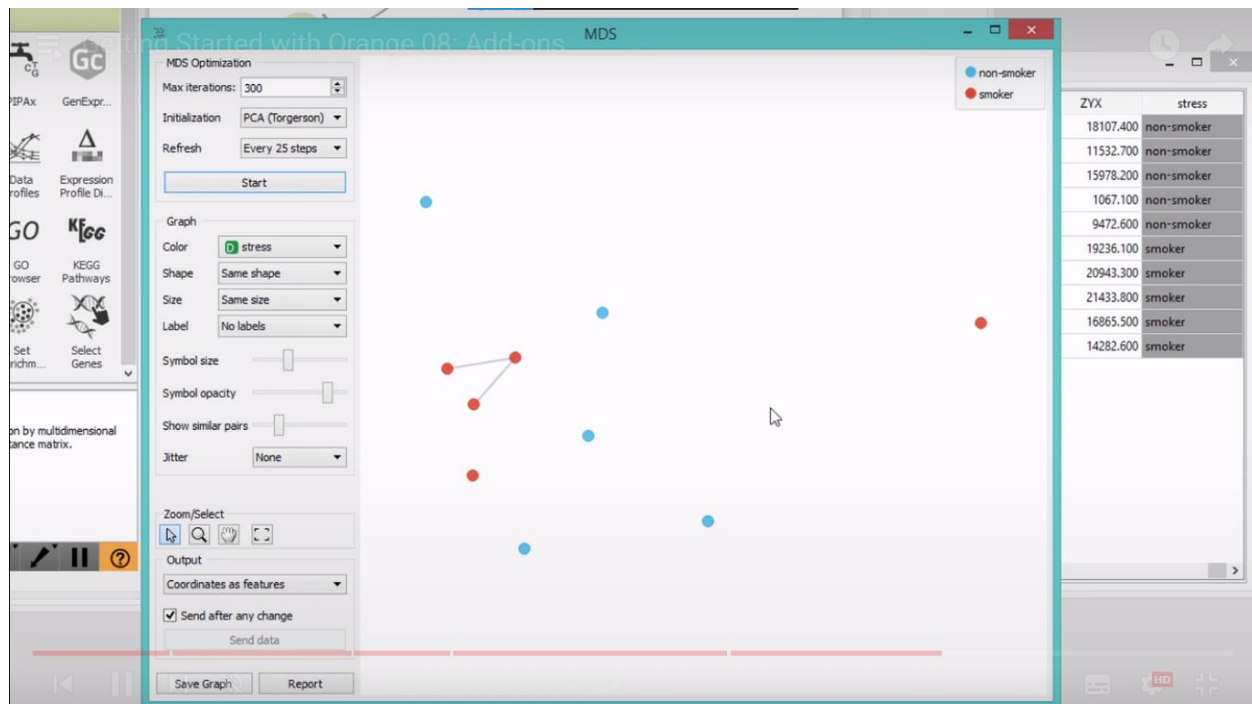 Getting Started with Orange 08: Add-ons
MDS
MDS Optimization
Max iterations: 300
Initialization PCA (Torgerson)
Refresh Every 25 steps
Start
Graph
Color D stress
Shape Same shape
Size Same size
Label No labels
Symbol size
Symbol opacity
Show similar pairs
Jitter None
Zoom/Select
Output
Coordinates as features
Send after any change
Send data
Save Graph Report
non-smoker
smoker
PIPAx GenExpr...
CG
GC
Data Expression
rofiles Profile Di...
GO KEGG
GO KEGG
rowser Pathways
Set Select
richm... Genes
on by multidimensional
tance matrix.
?
ZYX stress
18107.400 non-smoker
11532.700 non-smoker
15978.200 non-smoker
1067.100 non-smoker
9472.600 non-smoker
19236.100 smoker
20943.300 smoker
21433.800 smoker
16865.500 smoker
14282.600 smoker
HD